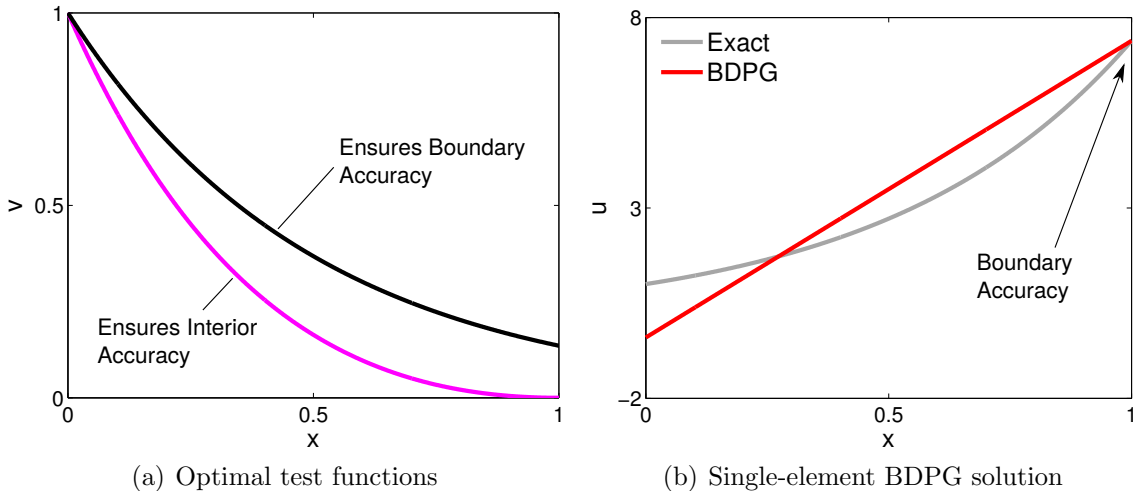 1
0.5
0
0
0.5
1
v
x
Ensures Boundary
Accuracy
Ensures Interior
Accuracy
(a) Optimal test functions
8
3
−2
0
0.5
1
u
x
Exact
BDPG
Boundary
Accuracy
(b) Single-element BDPG solution